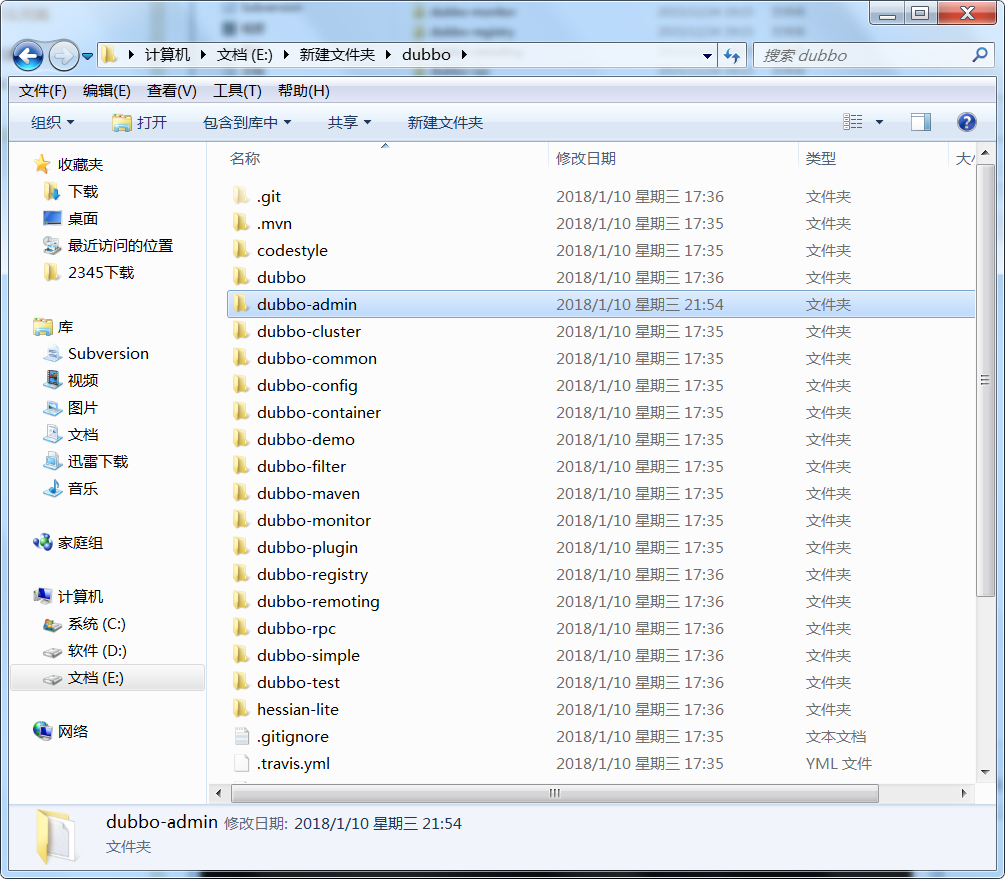 计算机 文档 (E:) 新建文件夹 dubbo
搜索 dubbo
文件(F) 编辑(E) 查看(V) 工具(T) 帮助(H)
组织 打开 包含到库中 共享 新建文件夹
收藏夹
下载
桌面
最近访问的位置
2345下载
库
Subversion
视频
图片
文档
迅雷下载
音乐
家庭组
计算机
系统 (C:)
软件 (D:)
文档 (E:)
网络
名称 修改日期 类型
.git 2018/1/10 星期三 17:36 文件夹
.mvn 2018/1/10 星期三 17:35 文件夹
codestyle 2018/1/10 星期三 17:35 文件夹
dubbo 2018/1/10 星期三 17:36 文件夹
dubbo-admin 2018/1/10 星期三 21:54 文件夹
dubbo-cluster 2018/1/10 星期三 17:35 文件夹
dubbo-common 2018/1/10 星期三 17:35 文件夹
dubbo-config 2018/1/10 星期三 17:35 文件夹
dubbo-container 2018/1/10 星期三 17:35 文件夹
dubbo-demo 2018/1/10 星期三 17:35 文件夹
dubbo-filter 2018/1/10 星期三 17:35 文件夹
dubbo-maven 2018/1/10 星期三 17:35 文件夹
dubbo-monitor 2018/1/10 星期三 17:35 文件夹
dubbo-plugin 2018/1/10 星期三 17:35 文件夹
dubbo-registry 2018/1/10 星期三 17:36 文件夹
dubbo-remoting 2018/1/10 星期三 17:36 文件夹
dubbo-rpc 2018/1/10 星期三 17:36 文件夹
dubbo-simple 2018/1/10 星期三 17:36 文件夹
dubbo-test 2018/1/10 星期三 17:36 文件夹
hessian-lite 2018/1/10 星期三 17:36 文件夹
.gitignore 2018/1/10 星期三 17:35 文本文档
.travis.yml 2018/1/10 星期三 17:35 YML 文件
dubbo-admin 修改日期: 2018/1/10 星期三 21:54
文件夹